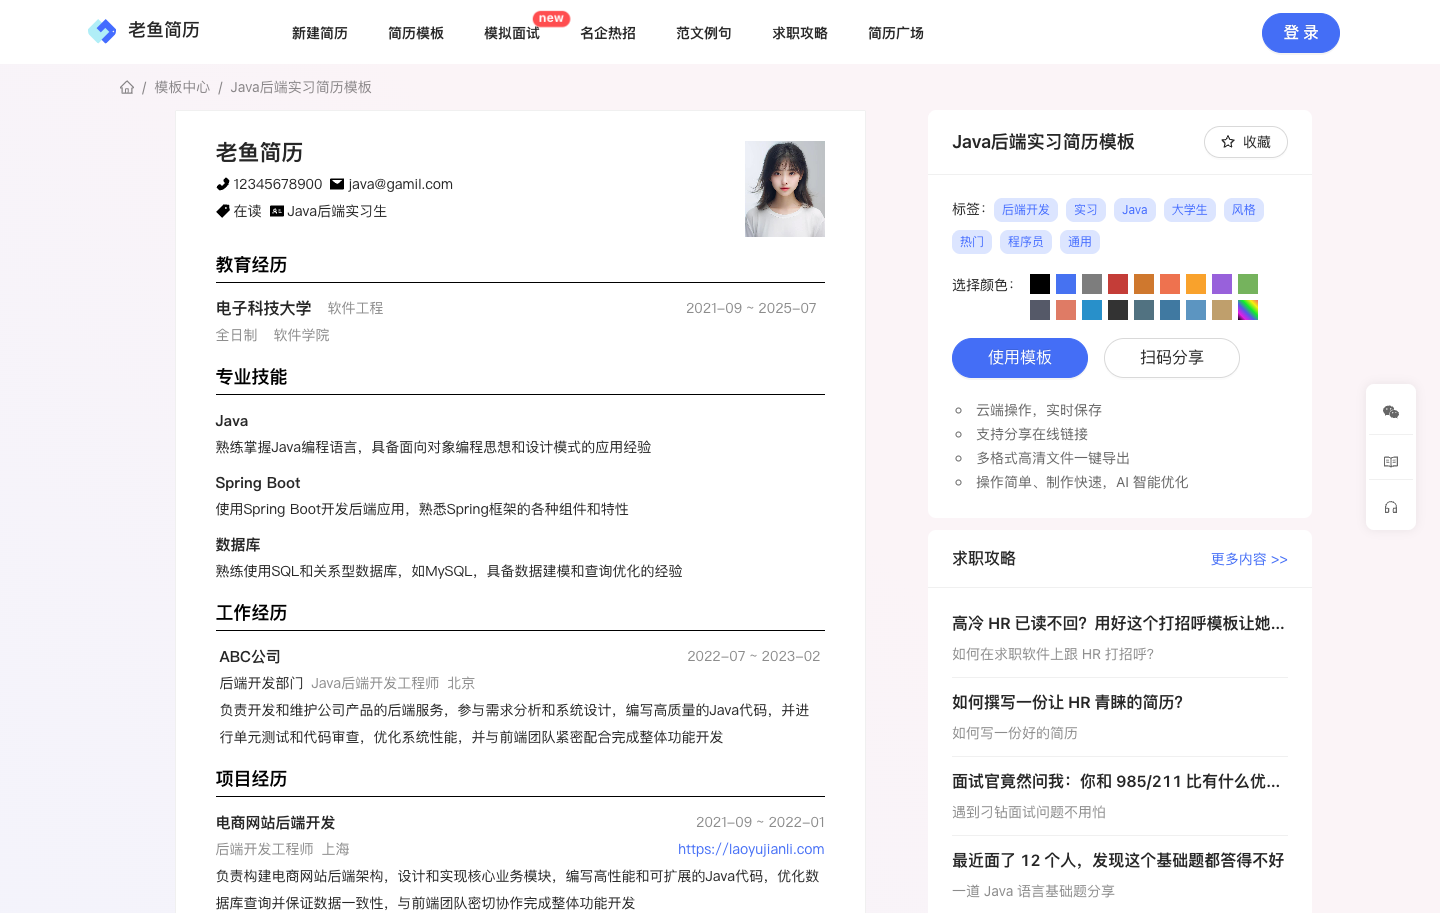 老鱼简历
新建简历 简历模板 模拟面试 new 名企热招 范文例句 求职攻略 简历广场
登 录
/ 模板中心 / Java后端实习简历模板
老鱼简历
12345678900 java@gamil.com
在读 Java后端实习生
教育经历
电子科技大学 软件工程 2021-09 ~ 2025-07
全日制 软件学院
专业技能
Java
熟练掌握Java编程语言，具备面向对象编程思想和设计模式的应用经验
Spring Boot
使用Spring Boot开发后端应用，熟悉Spring框架的各种组件和特性
数据库
熟练使用SQL和关系型数据库，如MySQL，具备数据建模和查询优化的经验
工作经历
ABC公司 2022-07 ~ 2023-02
后端开发部门 Java后端开发工程师 北京
负责开发和维护公司产品的后端服务，参与需求分析和系统设计，编写高质量的Java代码，并进
行单元测试和代码审查，优化系统性能，并与前端团队紧密配合完成整体功能开发
项目经历
电商网站后端开发 2021-09 ~ 2022-01
后端开发工程师 上海 https://laoyujianli.com
负责构建电商网站后端架构，设计和实现核心业务模块，编写高性能和可扩展的Java代码，优化数
据库查询并保证数据一致性，与前端团队密切协作完成整体功能开发
Java后端实习简历模板 收藏
标签： 后端开发 实习 Java 大学生 风格
热门 程序员 通用
选择颜色：
使用模板 扫码分享
云端操作，实时保存
支持分享在线链接
多格式高清文件一键导出
操作简单、制作快速，AI 智能优化
求职攻略 更多内容 >>
高冷 HR 已读不回？用好这个打招呼模板让她...
如何在求职软件上跟 HR 打招呼?
如何撰写一份让 HR 青睐的简历？
如何写一份好的简历
面试官竟然问我：你和 985/211 比有什么优...
遇到刁钻面试问题不用怕
最近面了 12 个人，发现这个基础题都答得不好
一道 Java 语言基础题分享